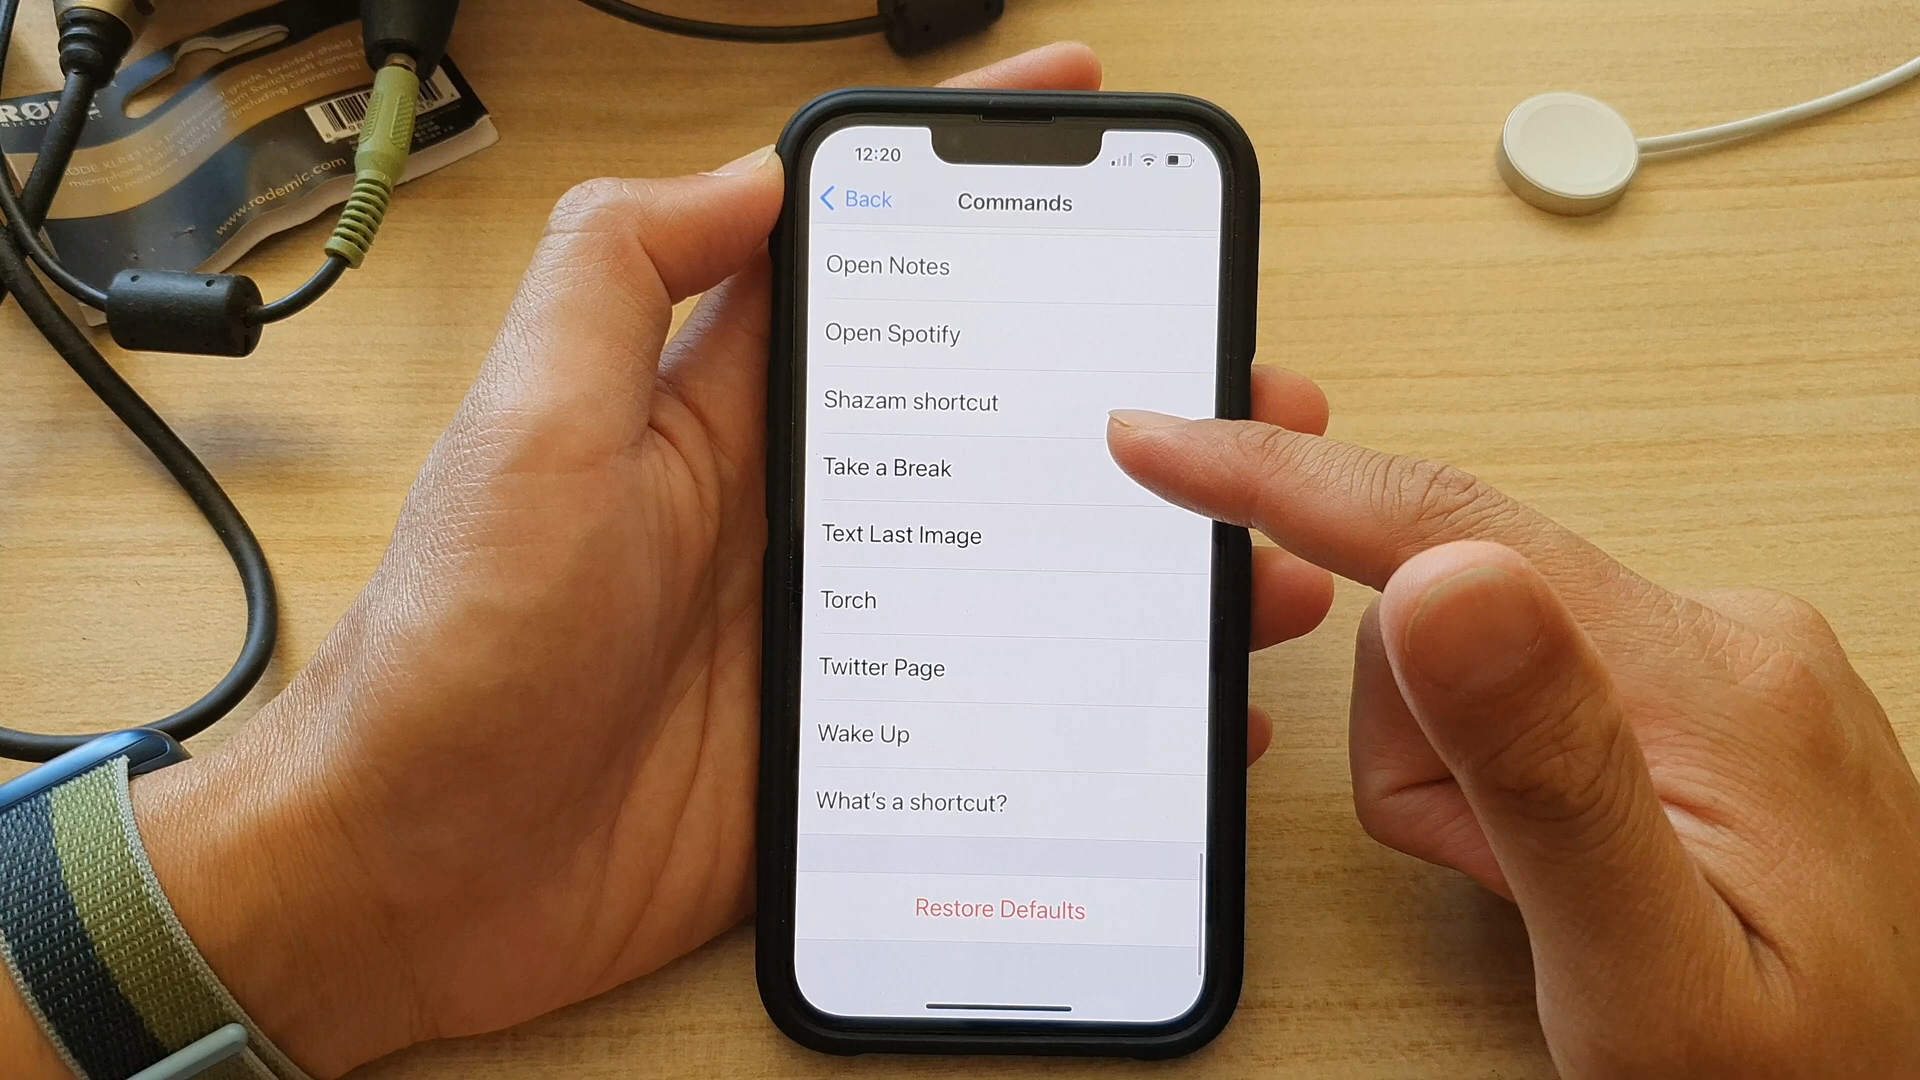 12:20
Back
Commands
Open Notes
Open Spotify
Shazam shortcut
Take a Break
Text Last Image
Torch
Twitter Page
Wake Up
What's a shortcut?
Restore Defaults
RØDE
www.rodemic.com